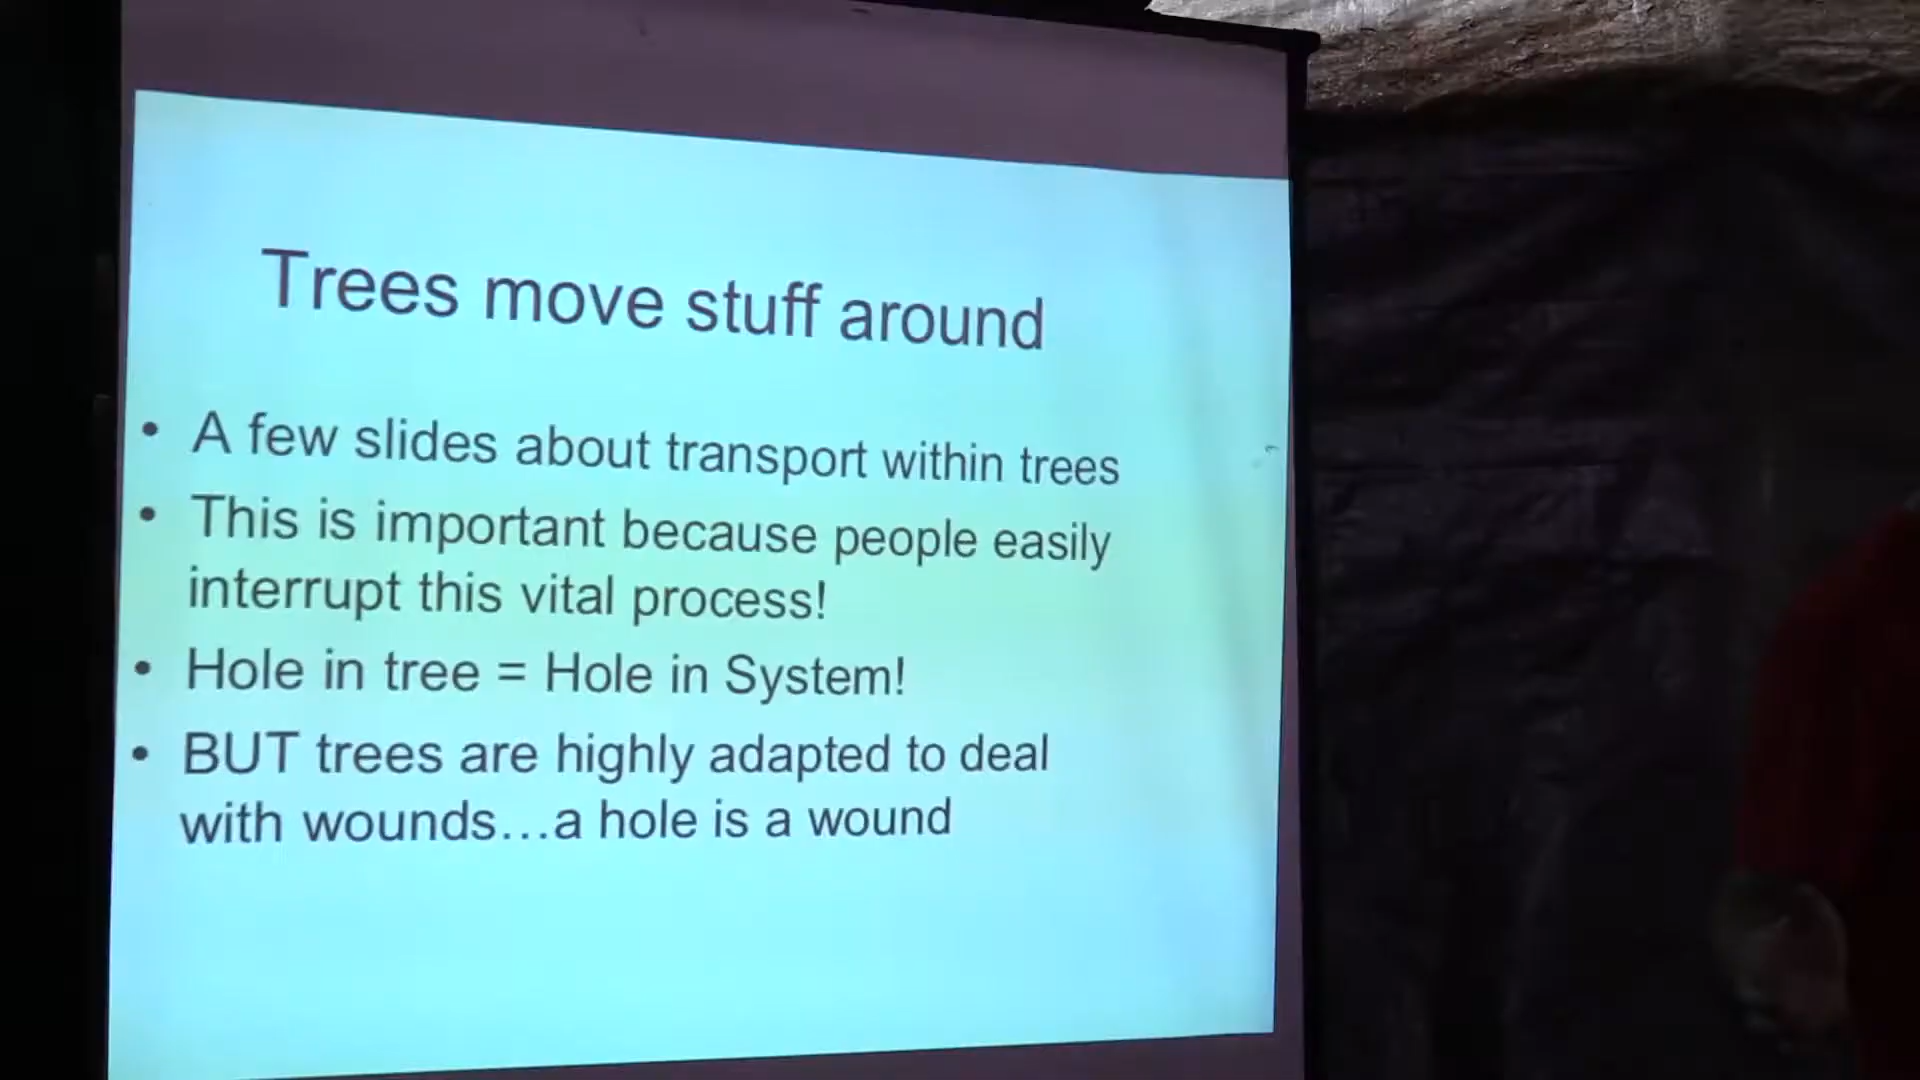 Trees move stuff around
• A few slides about transport within trees
• This is important because people easily
interrupt this vital process!
• Hole in tree = Hole in System!
• BUT trees are highly adapted to deal
with wounds...a hole is a wound